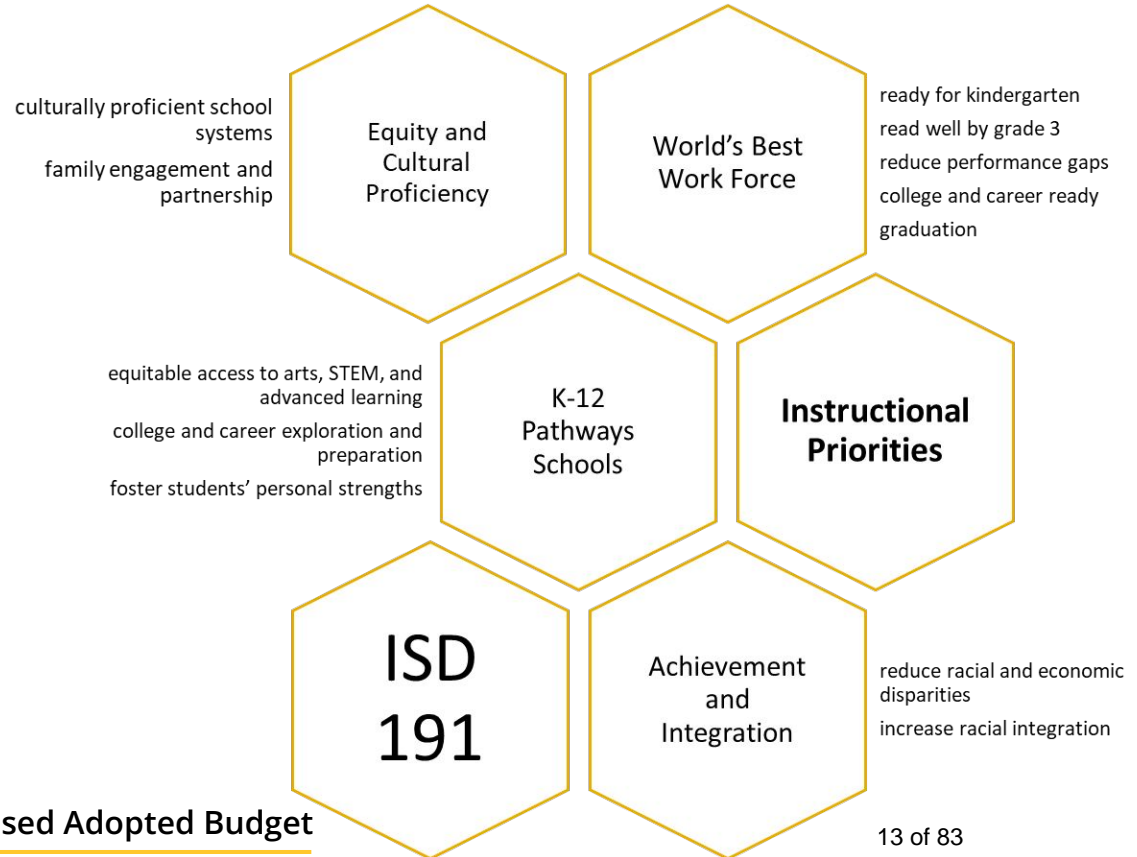 culturally proficient school
systems
family engagement and
partnership
Equity and
Cultural
Proficiency
World's Best
Work Force
ready for kindergarten
read well by grade 3
reduce performance gaps
college and career ready
graduation
equitable access to arts, STEM, and
advanced learning
college and career exploration and
preparation
foster students' personal strengths
K-12
Pathways
Schools
Instructional
Priorities
ISD
191
Achievement
and
Integration
reduce racial and economic
disparities
increase racial integration
sed Adopted Budget
13 of 83